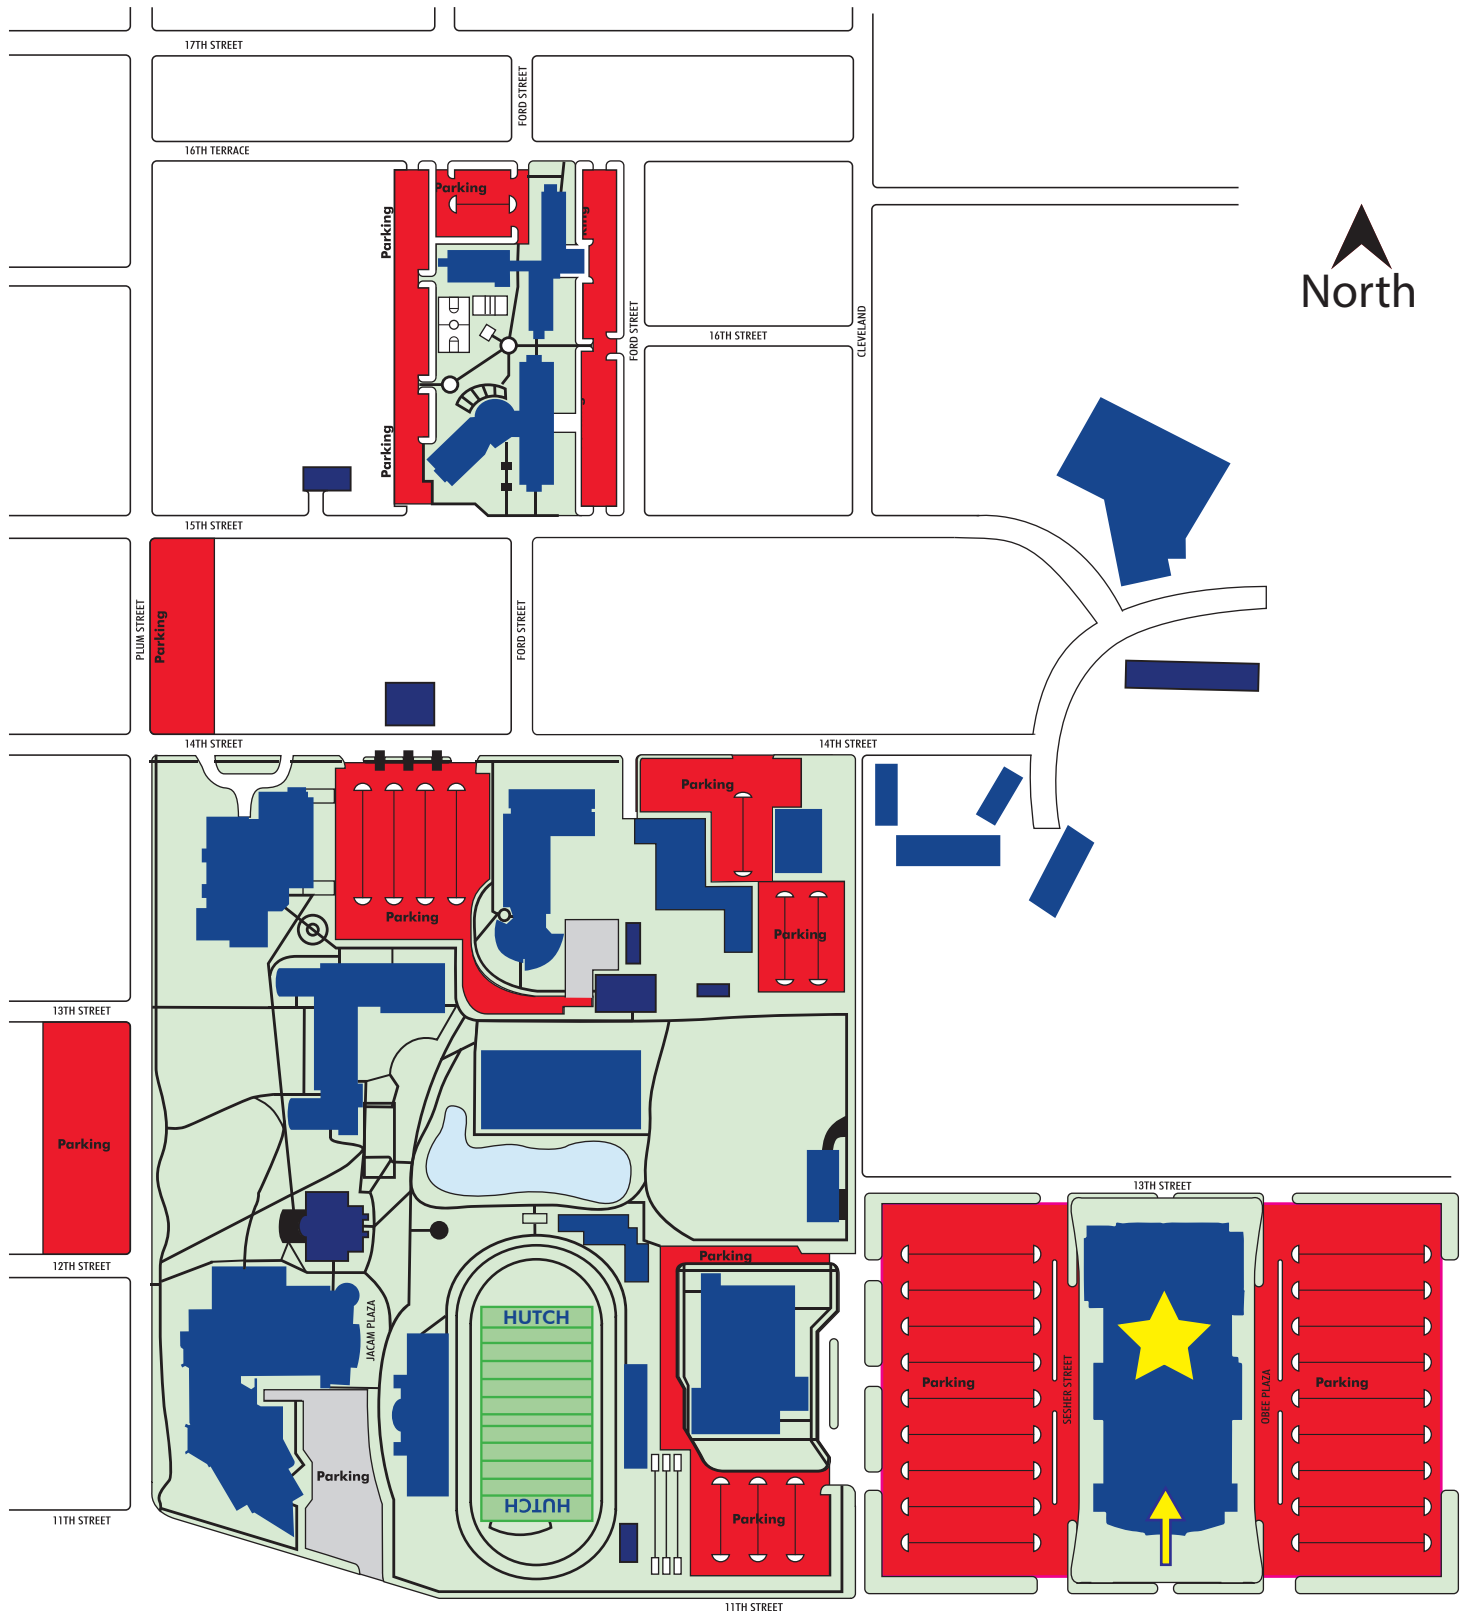 17TH STREET
FORD STREET
16TH TERRACE
Parking
Parking
North
FORD STREET
CLEVELAND
16TH STREET
Parking
15TH STREET
PLUM STREET
Parking
FORD STREET
14TH STREET
14TH STREET
Parking
Parking
Parking
13TH STREET
Parking
13TH STREET
Parking
12TH STREET
HUTCH
JACAM PLAZA
Parking
SESHER STREET
OBEE PLAZA
Parking
Parking
HUTCH
Parking
11TH STREET
11TH STREET